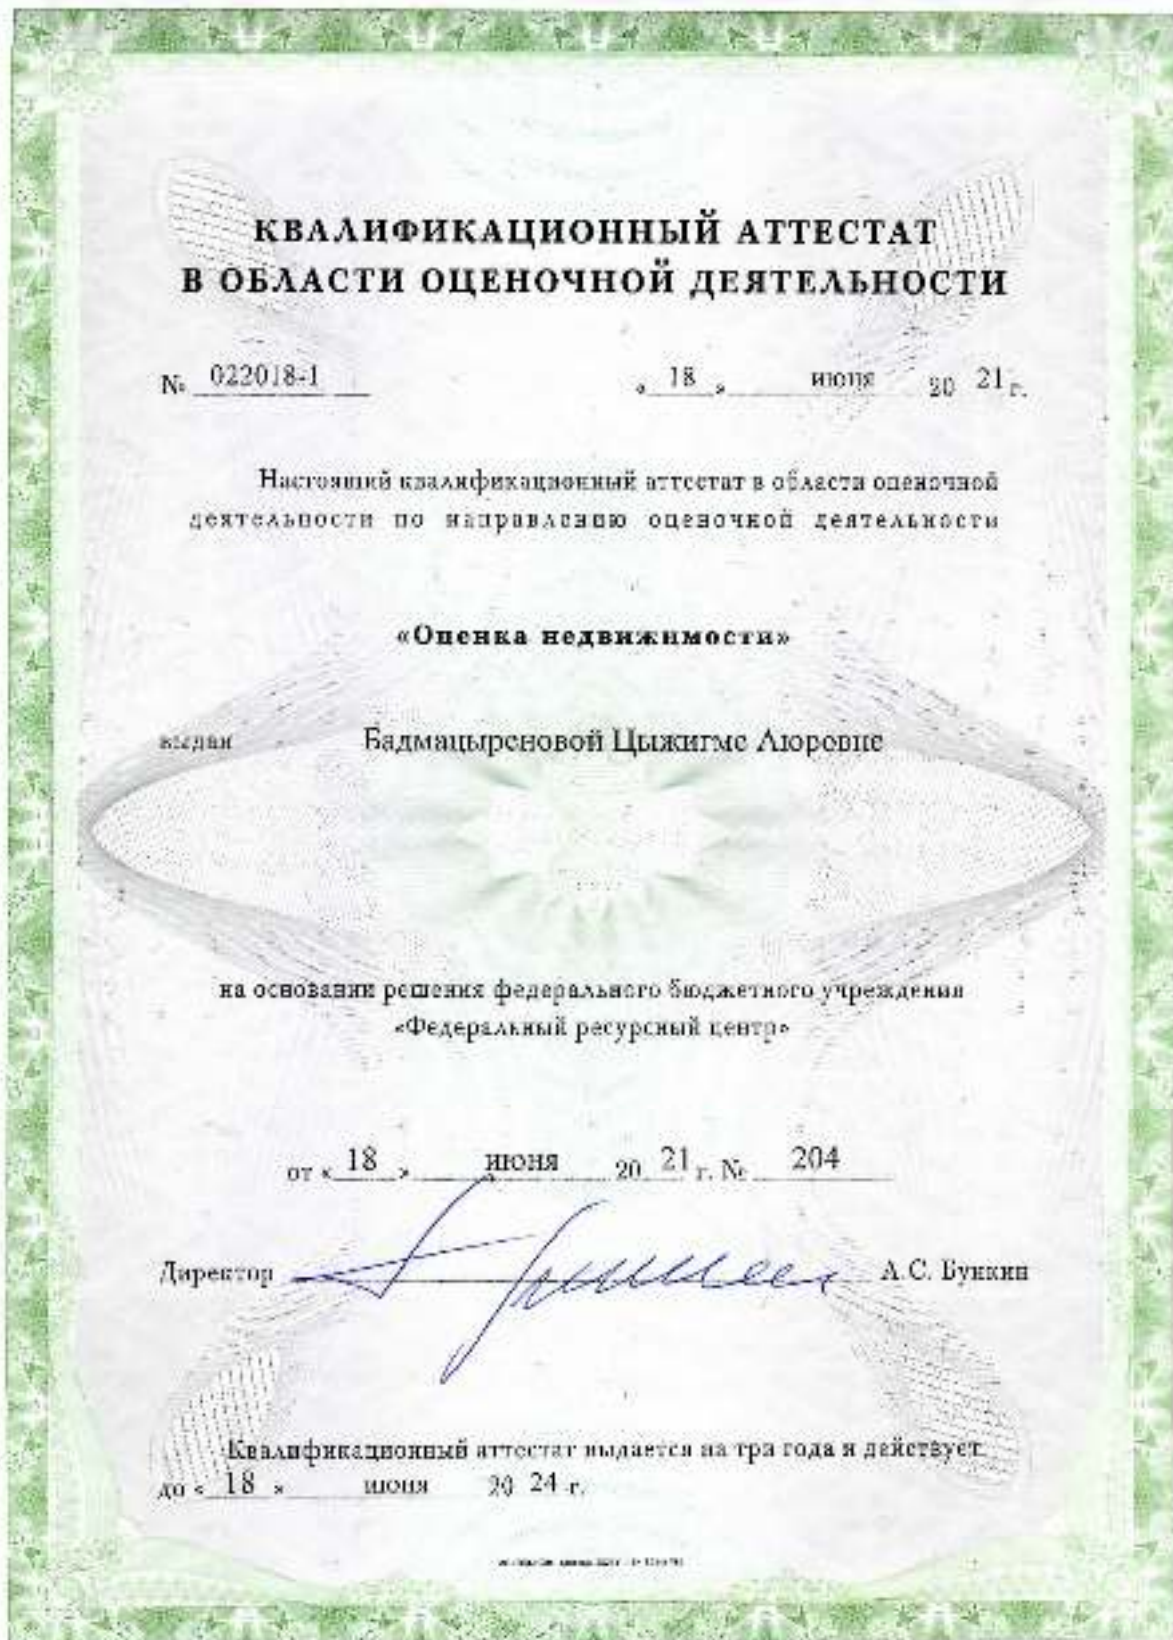 КВАЛИФИКАЦИОННЫЙ АТТЕСТАТ
В ОБЛАСТИ ОЦЕНОЧНОЙ ДЕЯТЕЛЬНОСТИ
№ 022018-1 « 18 » июня 20 21 г.
Настоящий квалификационный аттестат в области оценочной
деятельности по направлению оценочной деятельности
«Оценка недвижимости»
выдан Бадмацыреновой Цыжигме Аюровне
на основании решения федерального бюджетного учреждения
«Федеральный ресурсный центр»
от « 18 » июня 20 21 г. № 204
Директор А.С. Бункин
Квалификационный аттестат выдается на три года и действует
до « 18 » июня 20 24 г.